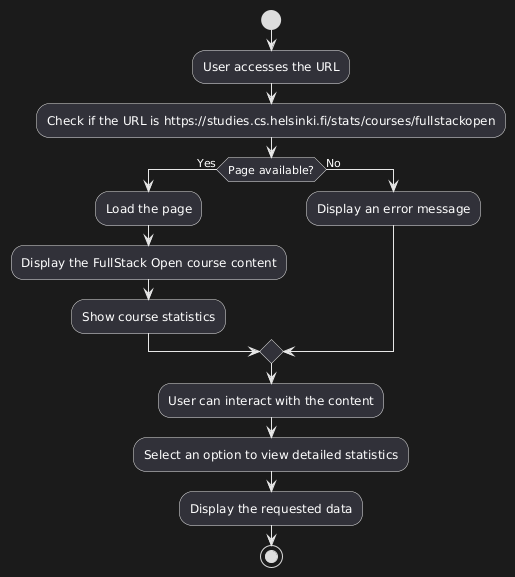 User accesses the URL
Check if the URL is https://studies.cs.helsinki.fi/stats/courses/fullstackopen
Yes
Page available?
No
Load the page
Display an error message
Display the FullStack Open course content
Show course statistics
User can interact with the content
Select an option to view detailed statistics
Display the requested data